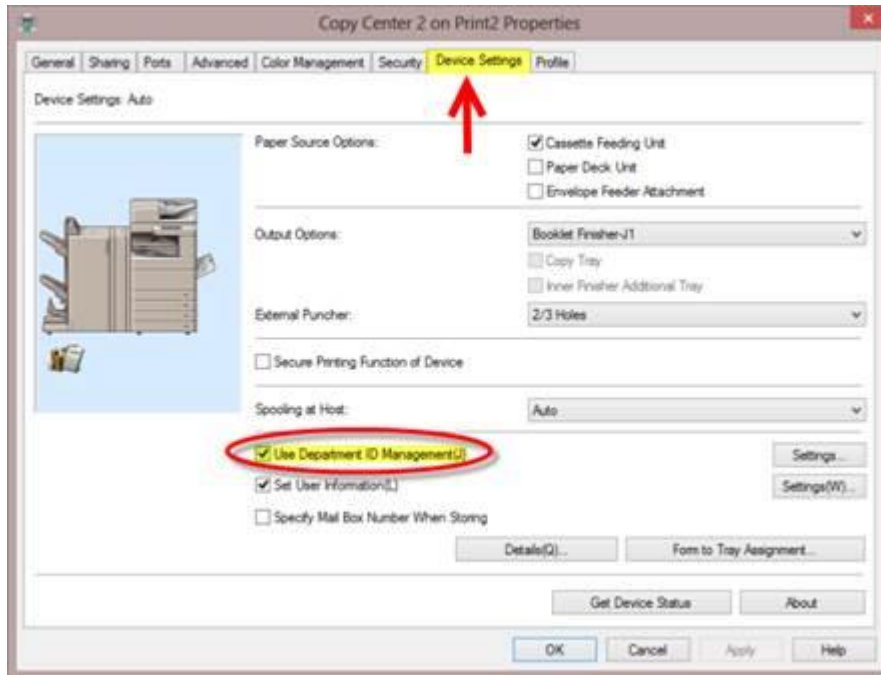 Copy Center 2 on Print2 Properties
General Sharing Ports Advanced Color Management Security Device Settings Profile
Device Settings: Auto
Paper Source Options:
Cassette Feeding Unit
Paper Deck Unit
Envelope Feeder Attachment
Output Options:
Booklet Finisher-J1
Copy Tray
Inner Finisher Additional Tray
External Puncher:
2/3 Holes
Secure Printing Function of Device
Spooling at Host:
Auto
Use Department ID Management(J)
Settings...
Set User Information(L)
Settings(W)...
Specify Mail Box Number When Storing
Details(Q)...
Form to Tray Assignment...
Get Device Status
About
OK Cancel Apply Help